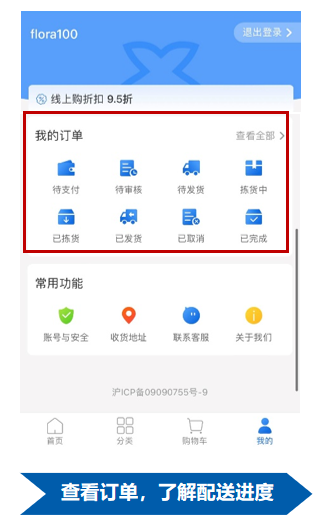 flora100
退出登录
线上购折扣 9.5折
我的订单
查看全部
待支付 待审核 待发货 拣货中
已拣货 已发货 已取消 已完成
常用功能
账号与安全 收货地址 联系客服 关于我们
沪ICP备09090755号-9
首页 分类 购物车 我的
查看订单，了解配送进度